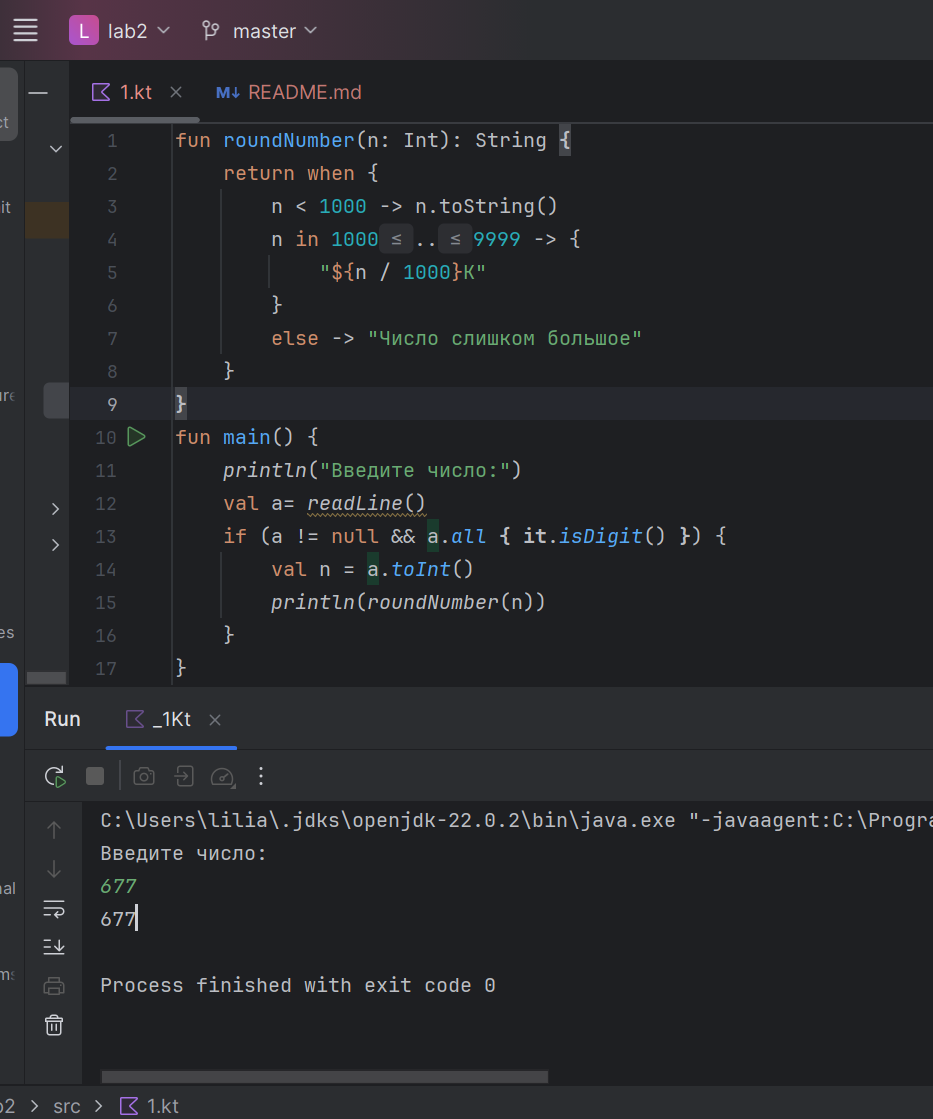 L lab2 master
1.kt M↓ README.md
ct
1 fun roundNumber(n: Int): String {
2     return when {
3         n < 1000 -> n.toString()
it
4         n in 1000 ≤ .. ≤ 9999 -> {
5             "${n / 1000}K"
6         }
7         else -> "Число слишком большое"
8     }
9 }
10 fun main() {
11     println("Введите число:")
12     val a= readLine()
13     if (a != null && a.all { it.isDigit() }) {
14         val n = a.toInt()
15         println(roundNumber(n))
es
16     }
17 }
Run _1Kt
C:\Users\lilia\.jdks\openjdk-22.0.2\bin\java.exe "-javaagent:C:\Progra
Введите число:
677
nal
677
ms
Process finished with exit code 0
b2 > src > 1.kt